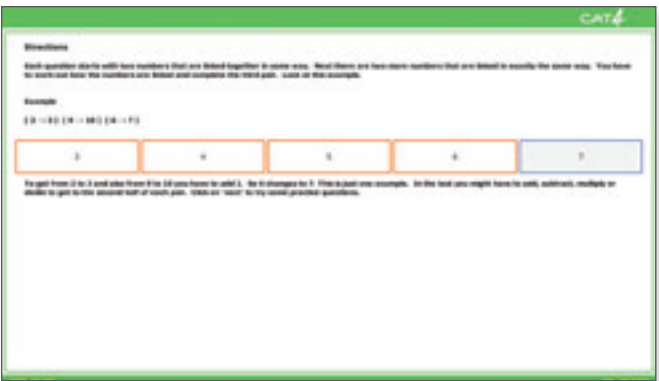 CAT4
Directions
Each question starts with two numbers that are linked together in some way. Next there are two more numbers that are linked in exactly the same way. You have
to work out how the numbers are linked and complete the third pair. Look at this example.
Example
[2 → 3] [9 → 10] [6 → ?]
3 4 5 6 7
To get from 2 to 3 and also from 9 to 10 you have to add 1. So 6 changes to 7. This is just one example. In the test you might have to add, subtract, multiply or
divide to get to the second half of each pair. Click on 'next' to try some practice questions.